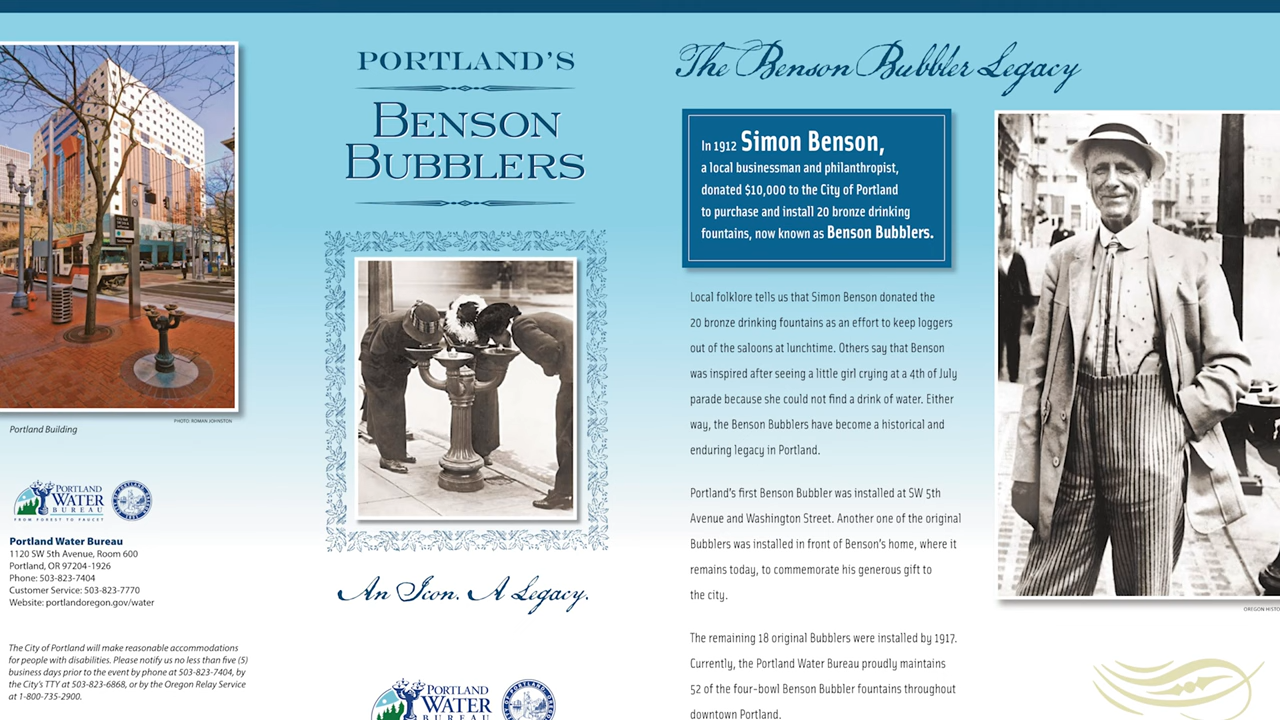 PHOTO: ROMAN JOHNSTON
Portland Building
PORTLAND
WATER
BUREAU
FROM FOREST TO FAUCET
Portland Water Bureau
1120 SW 5th Avenue, Room 600
Portland, OR 97204-1926
Phone: 503-823-7404
Customer Service: 503-823-7770
Website: portlandoregon.gov/water
The City of Portland will make reasonable accommodations
for people with disabilities. Please notify us no less than five (5)
business days prior to the event by phone at 503-823-7404, by
the City's TTY at 503-823-6868, or by the Oregon Relay Service
at 1-800-735-2900.
PORTLAND'S
BENSON
BUBBLERS
An Icon. A Legacy.
PORTLAND
WATER
The Benson Bubbler Legacy
In 1912 Simon Benson,
a local businessman and philanthropist,
donated $10,000 to the City of Portland
to purchase and install 20 bronze drinking
fountains, now known as Benson Bubblers.
Local folklore tells us that Simon Benson donated the
20 bronze drinking fountains as an effort to keep loggers
out of the saloons at lunchtime. Others say that Benson
was inspired after seeing a little girl crying at a 4th of July
parade because she could not find a drink of water. Either
way, the Benson Bubblers have become a historical and
enduring legacy in Portland.
Portland's first Benson Bubbler was installed at SW 5th
Avenue and Washington Street. Another one of the original
Bubblers was installed in front of Benson's home, where it
remains today, to commemorate his generous gift to
the city.
The remaining 18 original Bubblers were installed by 1917.
Currently, the Portland Water Bureau proudly maintains
52 of the four-bowl Benson Bubbler fountains throughout
downtown Portland.
OREGON HISTO